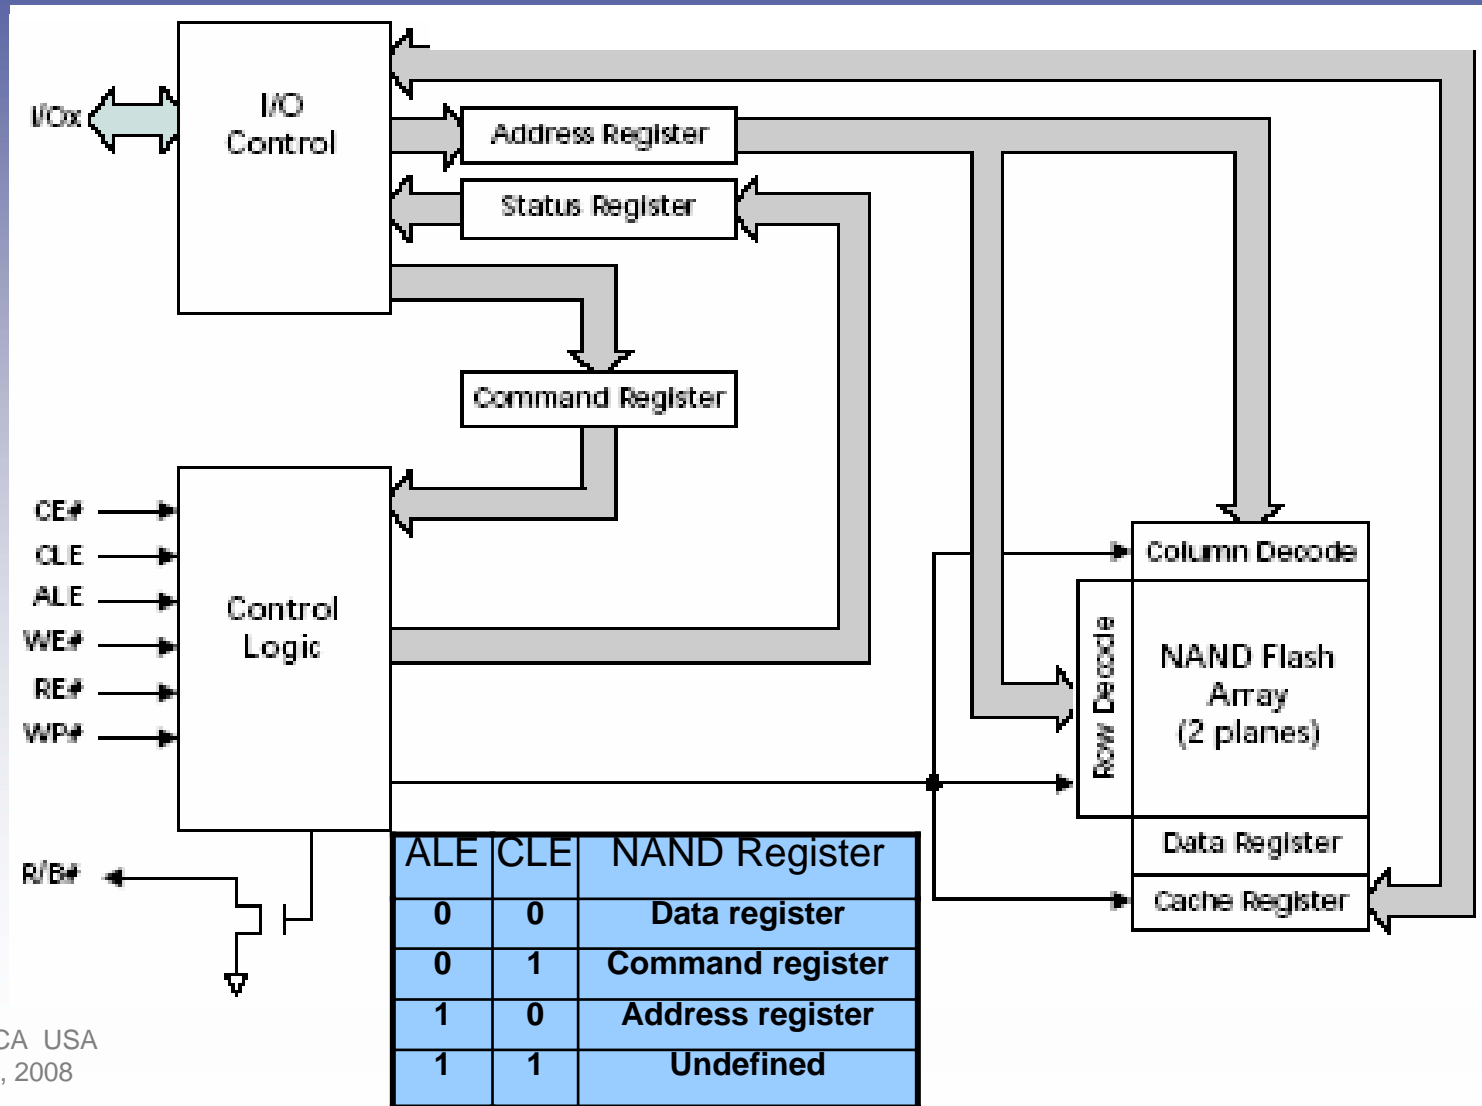 I/Ox
I/O
Control
Address Register
Status Register
Command Register
CE#
CLE
ALE
WE#
RE#
WP#
Control
Logic
R/B#
Column Decode
Row Decode
NAND Flash
Array
(2 planes)
Data Register
Cache Register
ALE CLE NAND Register
0 0 Data register
0 1 Command register
1 0 Address register
1 1 Undefined
CA USA
, 2008